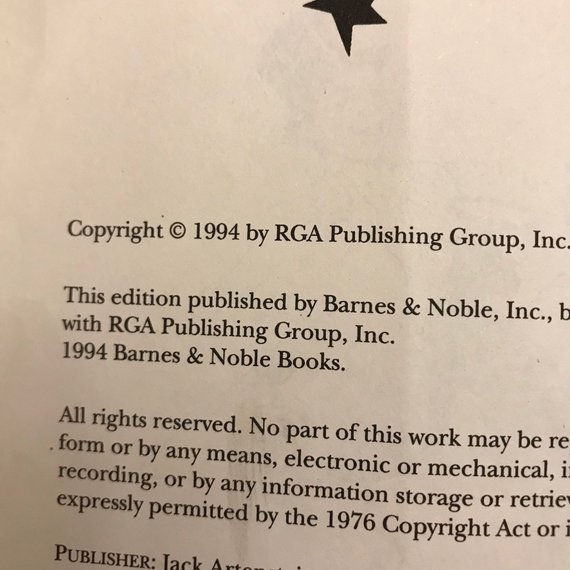 Copyright © 1994 by RGA Publishing Group, Inc.
This edition published by Barnes & Noble, Inc., b
with RGA Publishing Group, Inc.
1994 Barnes & Noble Books.
All rights reserved. No part of this work may be re
form or by any means, electronic or mechanical, i
recording, or by any information storage or retrie
expressly permitted by the 1976 Copyright Act or i
PUBLISHER: Jack